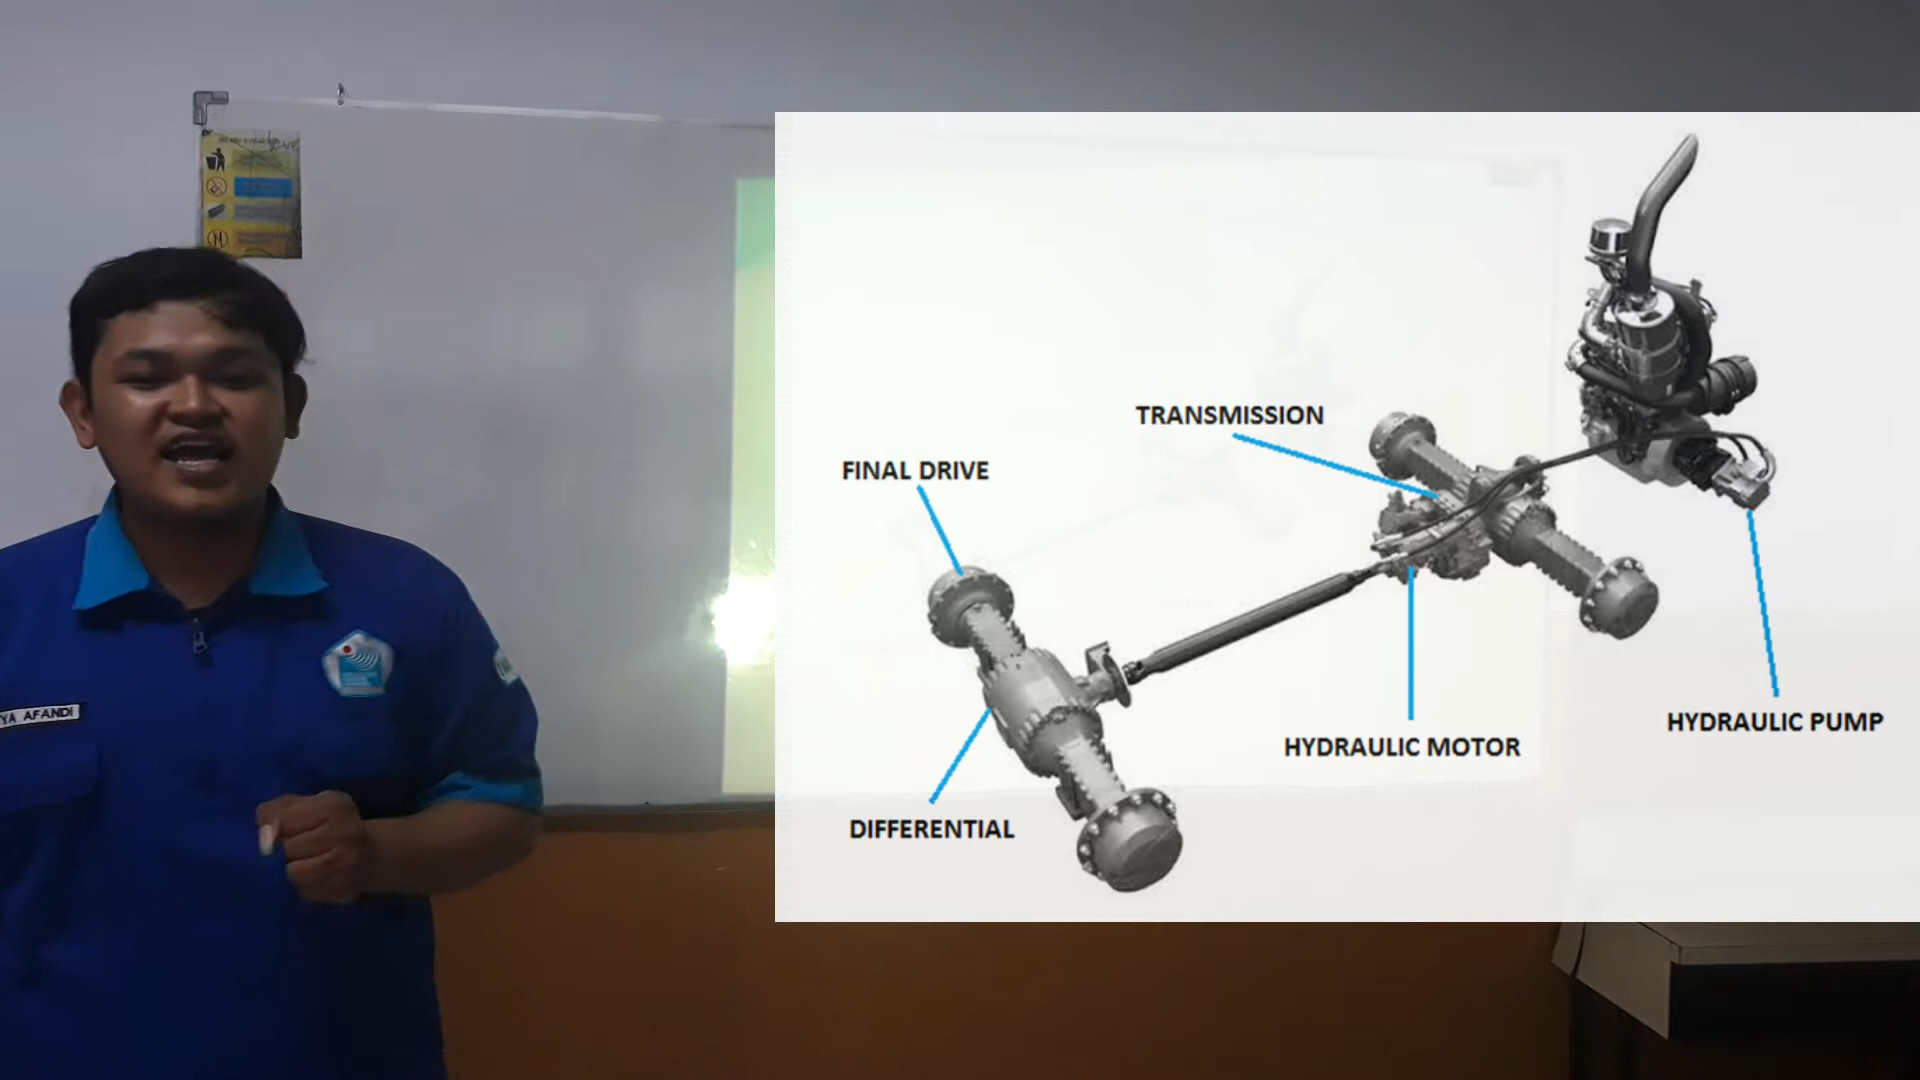 TRANSMISSION
FINAL DRIVE
YA AFANDI
HYDRAULIC PUMP
HYDRAULIC MOTOR
DIFFERENTIAL